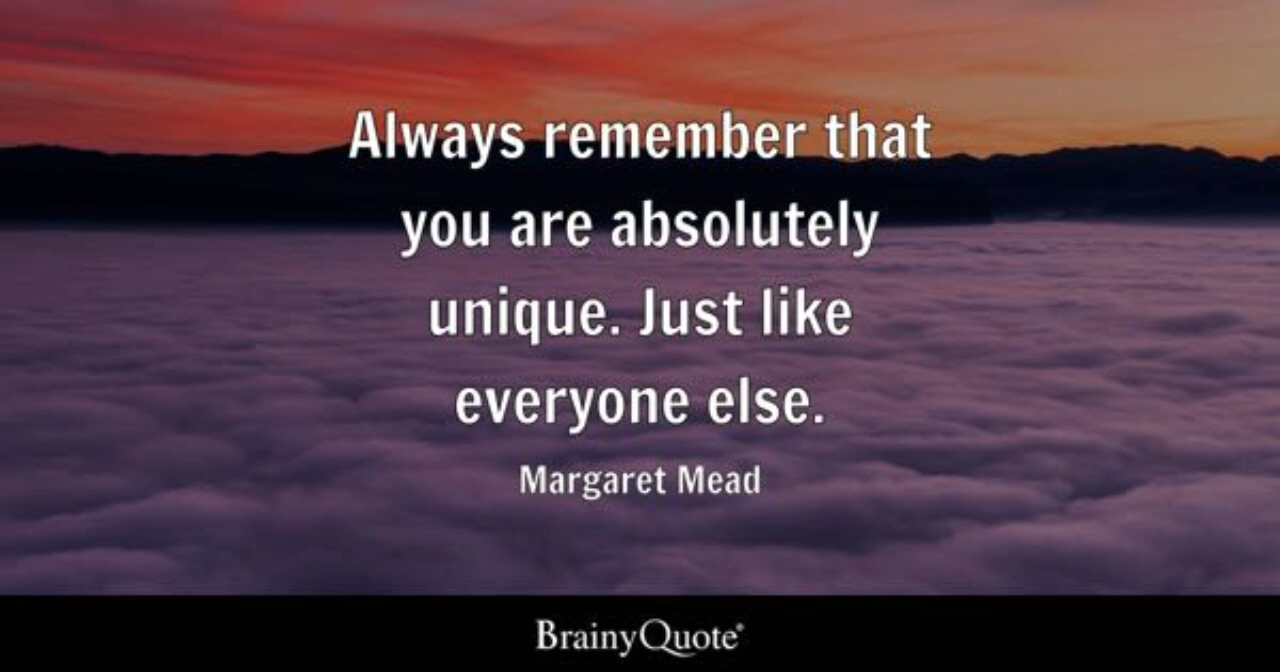 Always remember that
you are absolutely
unique. Just like
everyone else.
Margaret Mead
BrainyQuote®